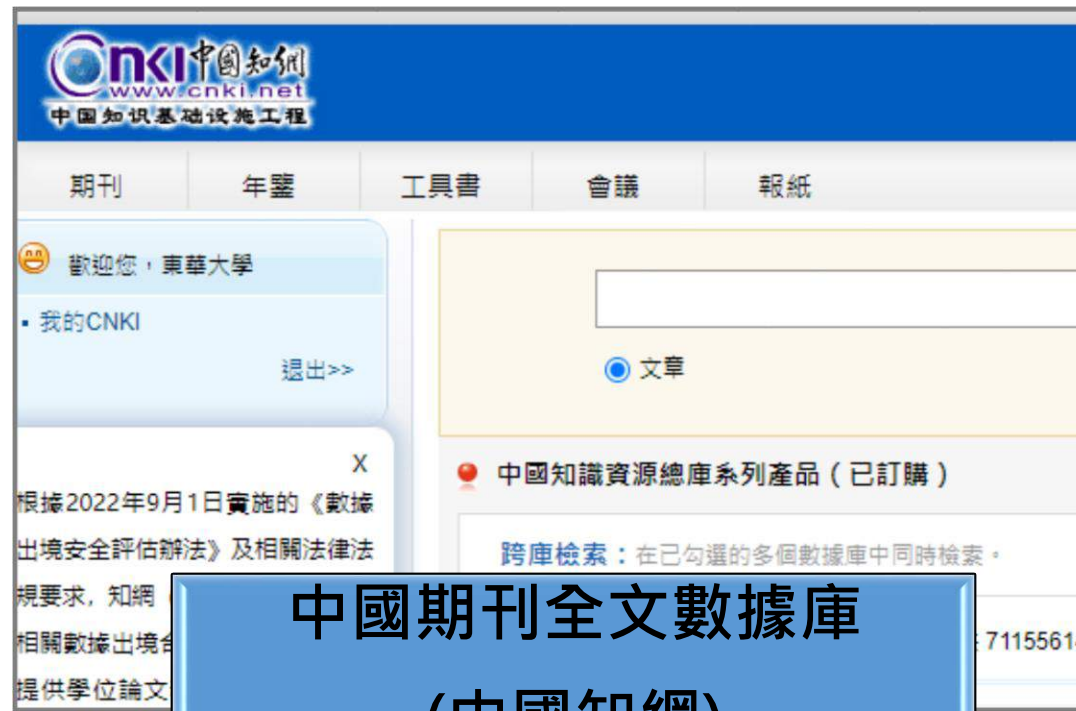 Cnki中國知網
www.cnki.net
中国知识基础设施工程
期刊 年鑒 工具書 會議 報紙
歡迎您，東華大學
我的CNKI
退出>>
文章
X
根據2022年9月1日實施的《數據
出境安全評估辦法》及相關法律法
規要求, 知網
相關數據出境
提供學位論文
中國知識資源總庫系列產品（已訂購）
跨庫檢索：在已勾選的多個數據庫中同時檢索。
7115561
中國期刊全文數據庫
(中國知網)